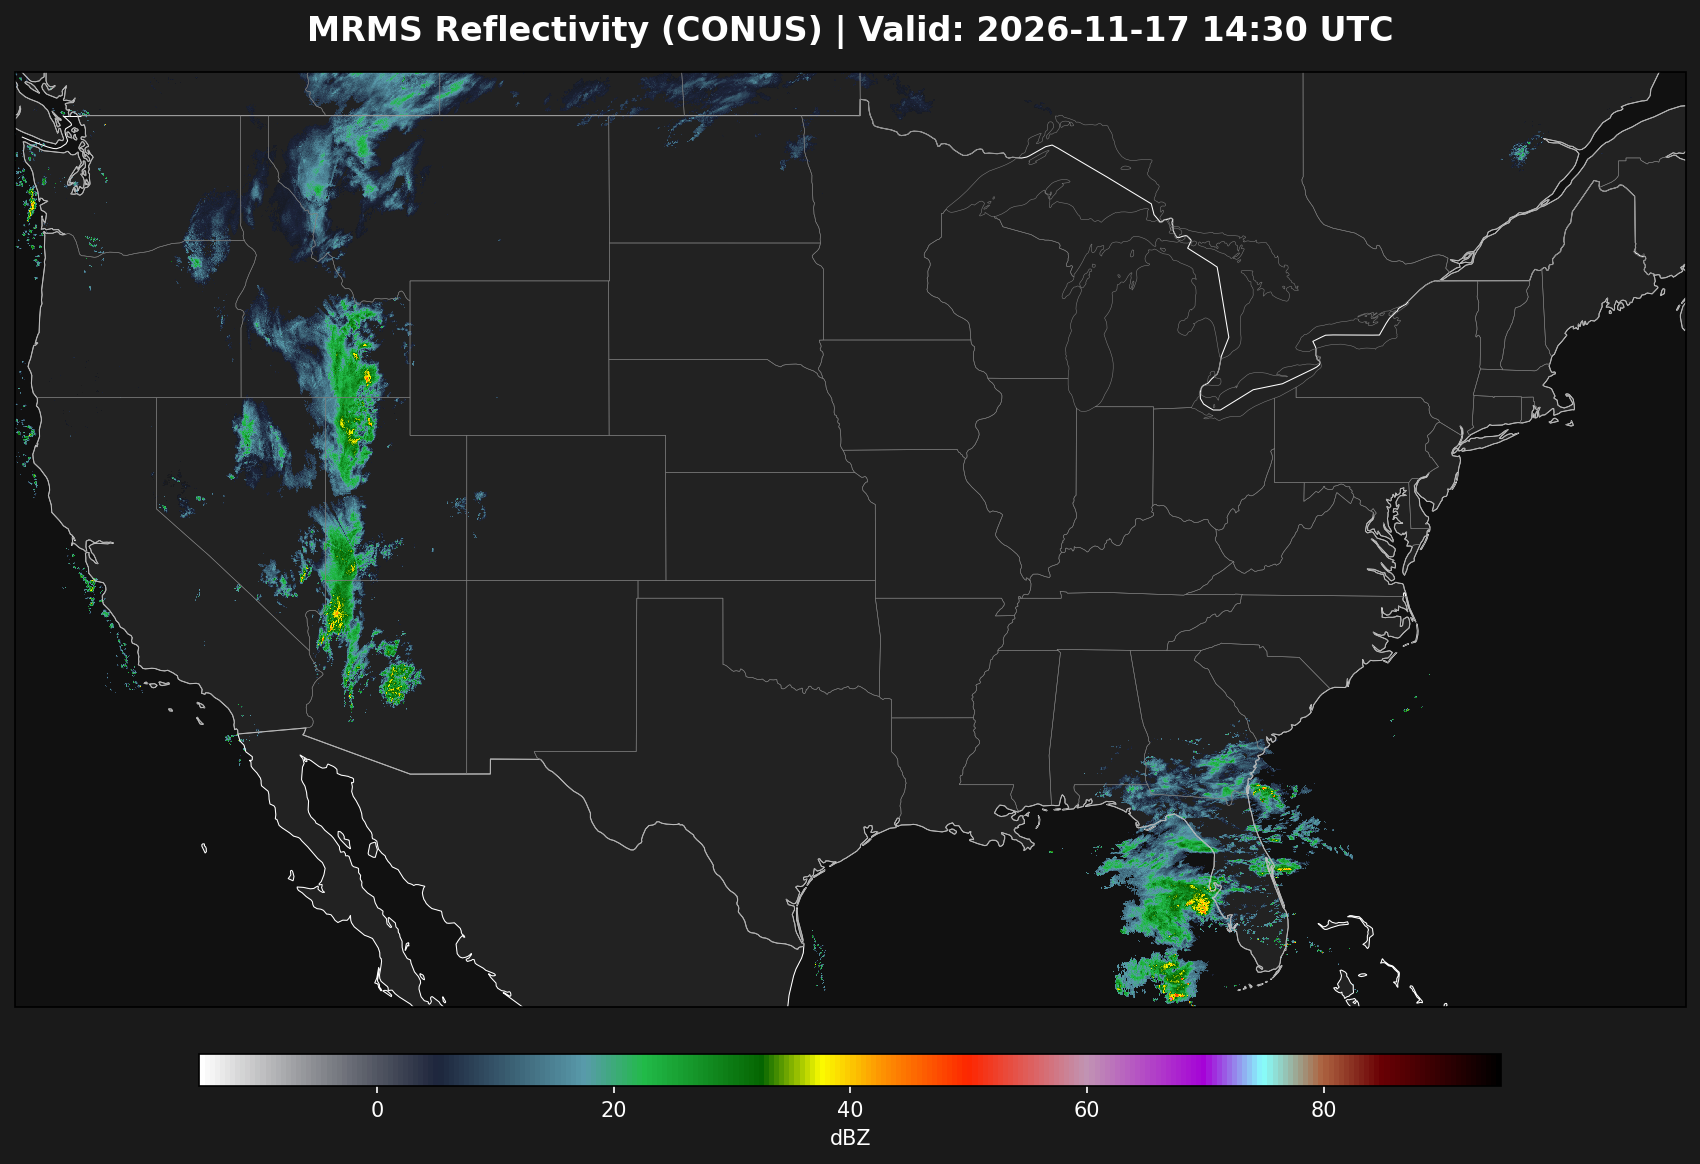 MRMS Reflectivity (CONUS) | Valid: 2026-11-17 14:30 UTC
0 20 40 60 80
dBZ